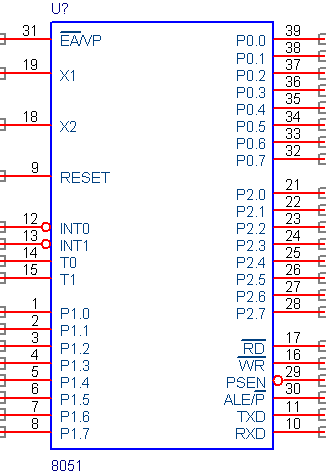 U?
31 EA/VP P0.0 39
P0.1 38
19 X1 P0.2 37
P0.3 36
P0.4 35
18 X2 P0.5 34
P0.6 33
P0.7 32
9 RESET
P2.0 21
P2.1 22
12 INT0 P2.2 23
13 INT1 P2.3 24
14 T0 P2.4 25
15 T1 P2.5 26
P2.6 27
1 P1.0 P2.7 28
2 P1.1
3 P1.2 RD 17
4 P1.3 WR 16
5 P1.4 PSEN 29
6 P1.5 ALE/P 30
7 P1.6 TXD 11
8 P1.7 RXD 10
8051